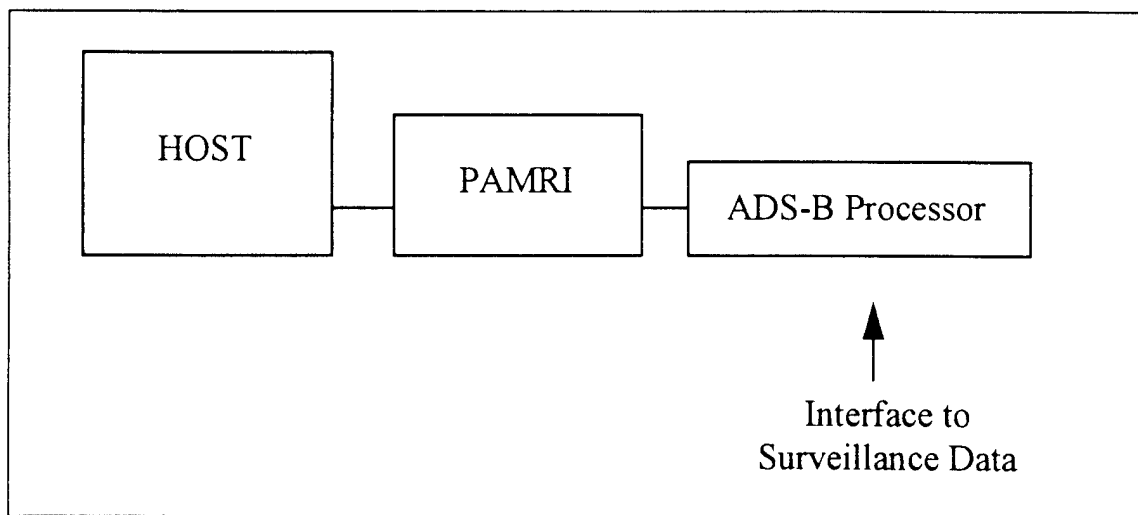 HOST
PAMRI
ADS-B Processor
Interface to
Surveillance Data